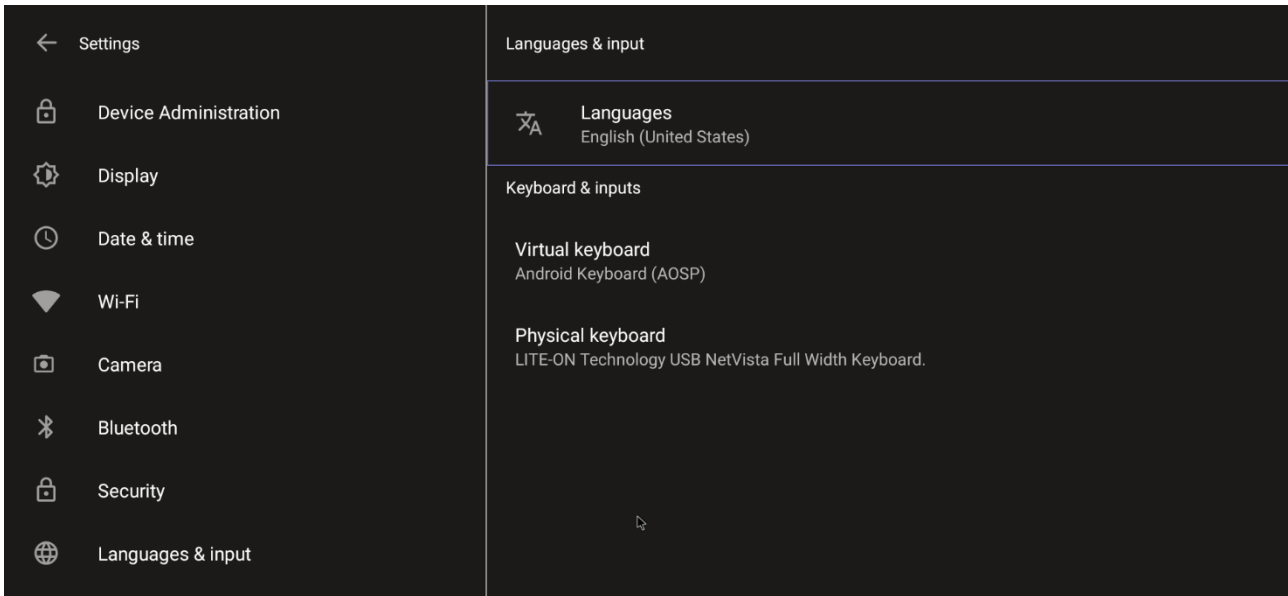 Settings
Device Administration
Display
Date & time
Wi-Fi
Camera
Bluetooth
Security
Languages & input
Languages & input
Languages
English (United States)
Keyboard & inputs
Virtual keyboard
Android Keyboard (AOSP)
Physical keyboard
LITE-ON Technology USB NetVista Full Width Keyboard.